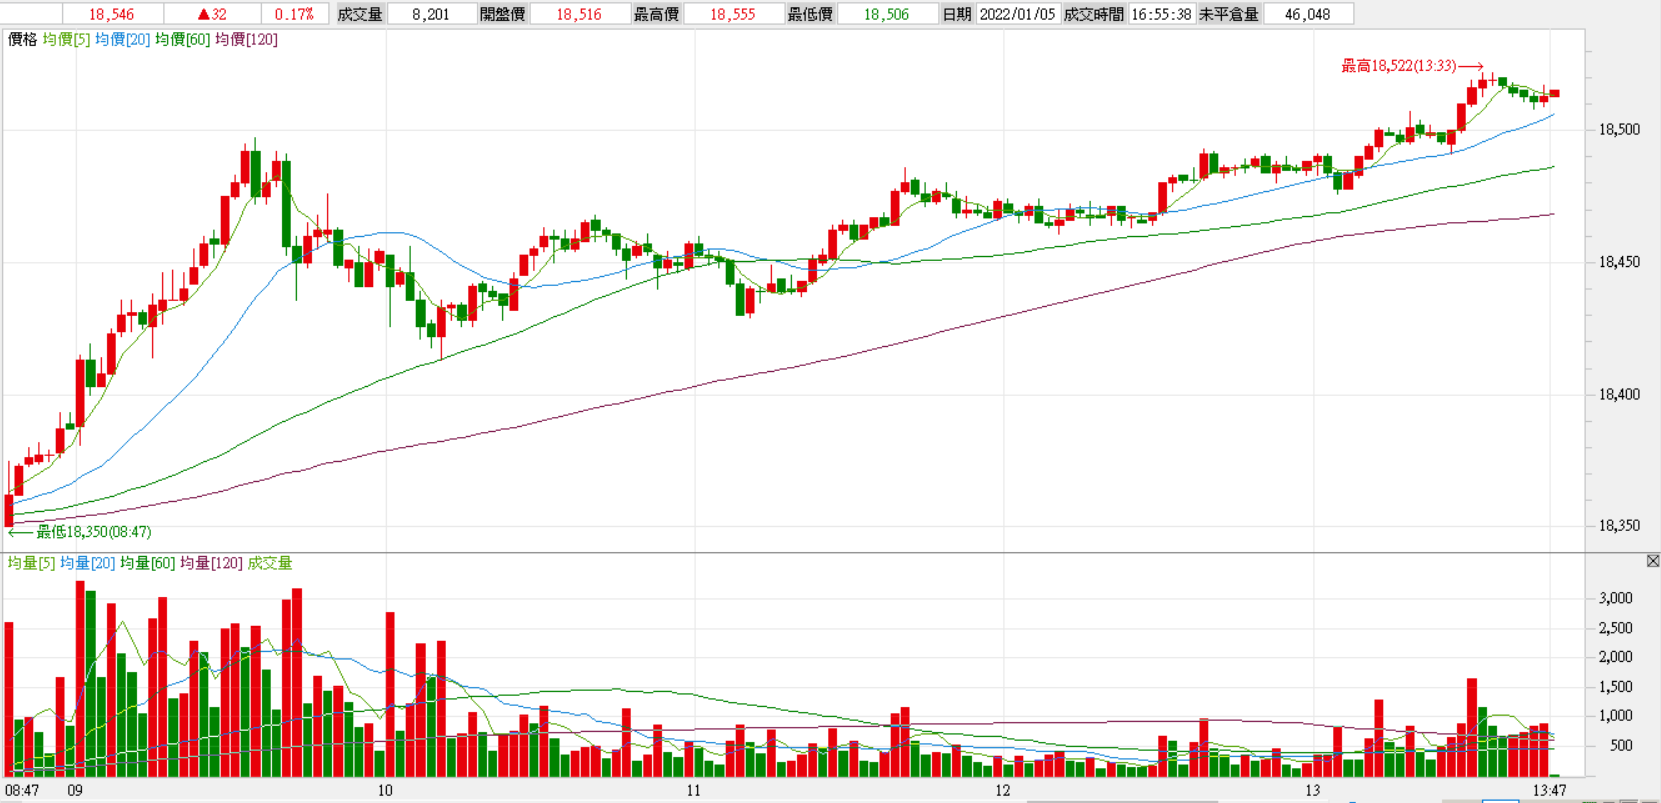 18,546 ▲32 0.17% 成交量 8,201 開盤價 18,516 最高價 18,555 最低價 18,506 日期 2022/01/05 成交時間 16:55:38 未平倉量 46,048
價格 均價[5] 均價[20] 均價[60] 均價[120]
最高18,522(13:33)
18,500
18,450
18,400
18,350
最低18,350(08:47)
均量[5] 均量[20] 均量[60] 均量[120] 成交量
3,000
2,500
2,000
1,500
1,000
500
08:47 09 10 11 12 13 13:47